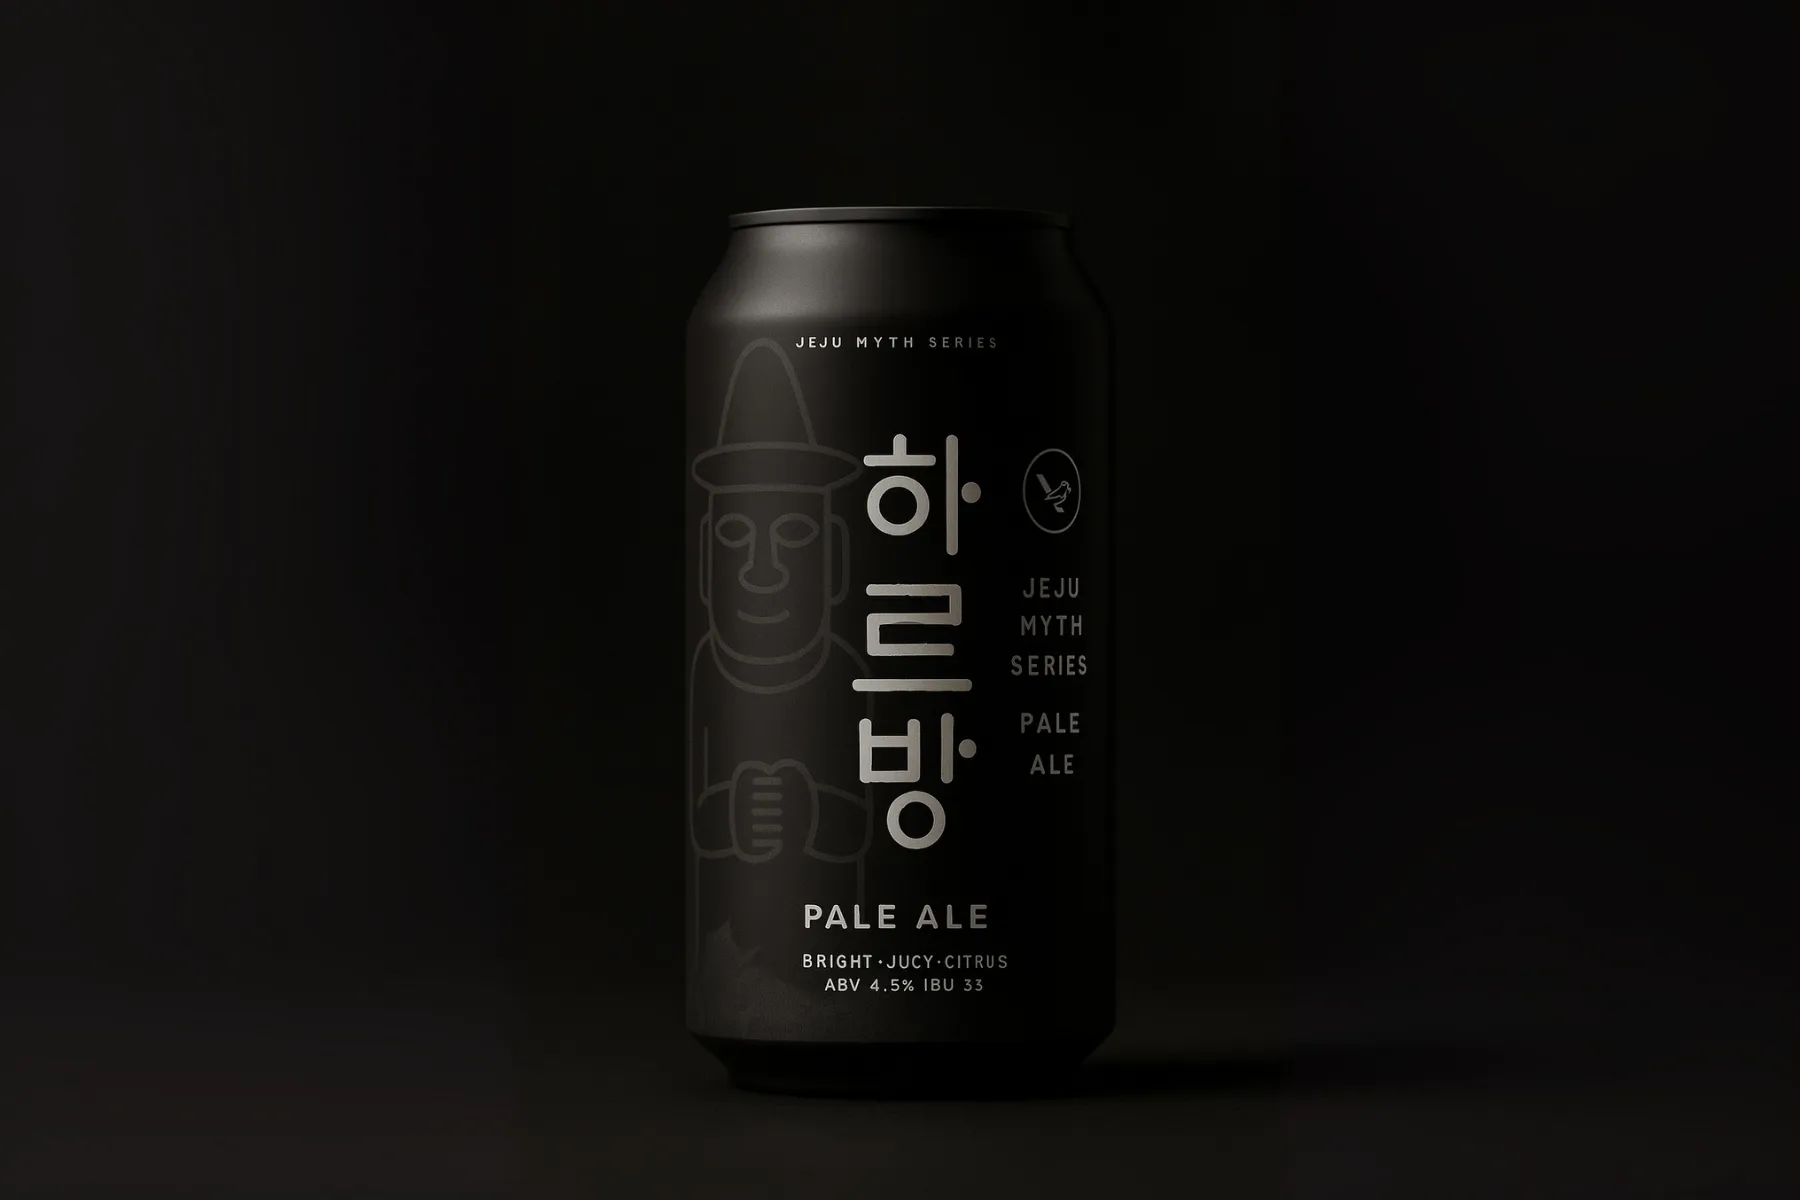 JEJU MYTH SERIES
하르방
PALE ALE
BRIGHT·JUCY·CITRUS
ABV 4.5% IBU 33
JEJU
MYTH
SERIES
PALE
ALE